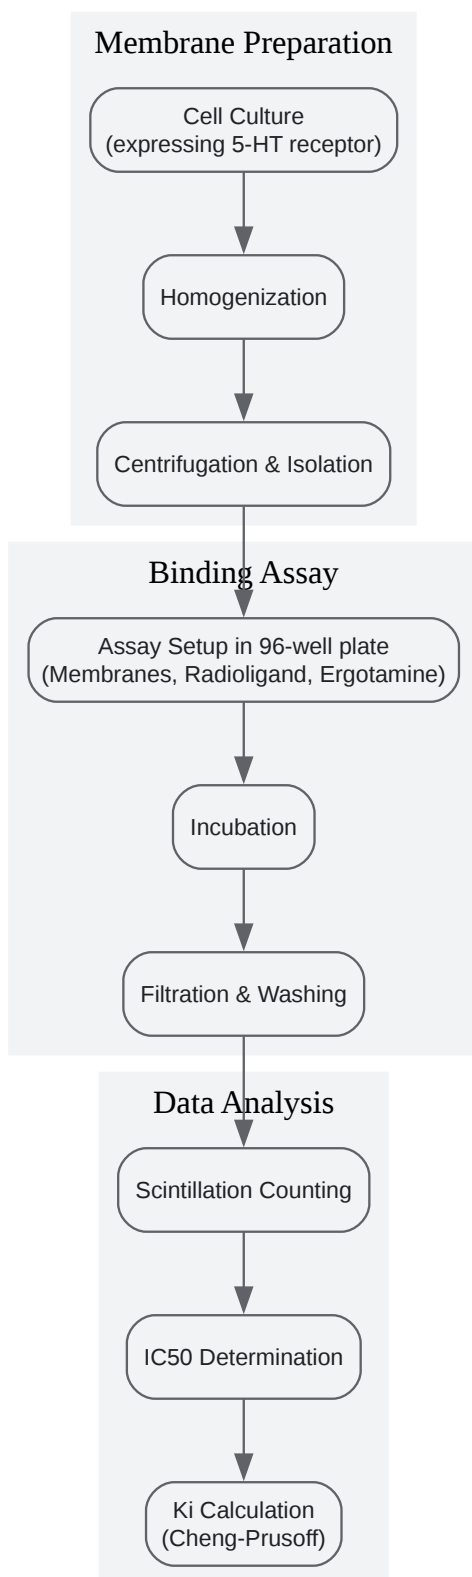 Membrane Preparation
Cell Culture
(expressing 5-HT receptor)
Homogenization
Centrifugation & Isolation
Binding Assay
Assay Setup in 96-well plate
(Membranes, Radioligand, Ergotamine)
Incubation
Filtration & Washing
Data Analysis
Scintillation Counting
IC50 Determination
Ki Calculation
(Cheng-Prusoff)